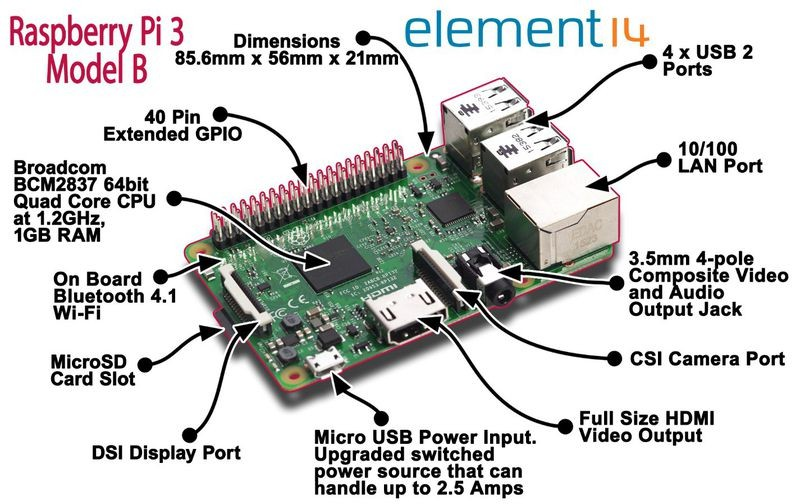 Raspberry Pi 3
Model B
Dimensions
85.6mm x 56mm x 21mm
element14
4 x USB 2
Ports
40 Pin
Extended GPIO
10/100
LAN Port
Broadcom
BCM2837 64bit
Quad Core CPU
at 1.2GHz,
1GB RAM
On Board
Bluetooth 4.1
Wi-Fi
3.5mm 4-pole
Composite Video
and Audio
Output Jack
MicroSD
Card Slot
CSI Camera Port
DSI Display Port
Micro USB Power Input.
Upgraded switched
power source that can
handle up to 2.5 Amps
Full Size HDMI
Video Output
HDMI